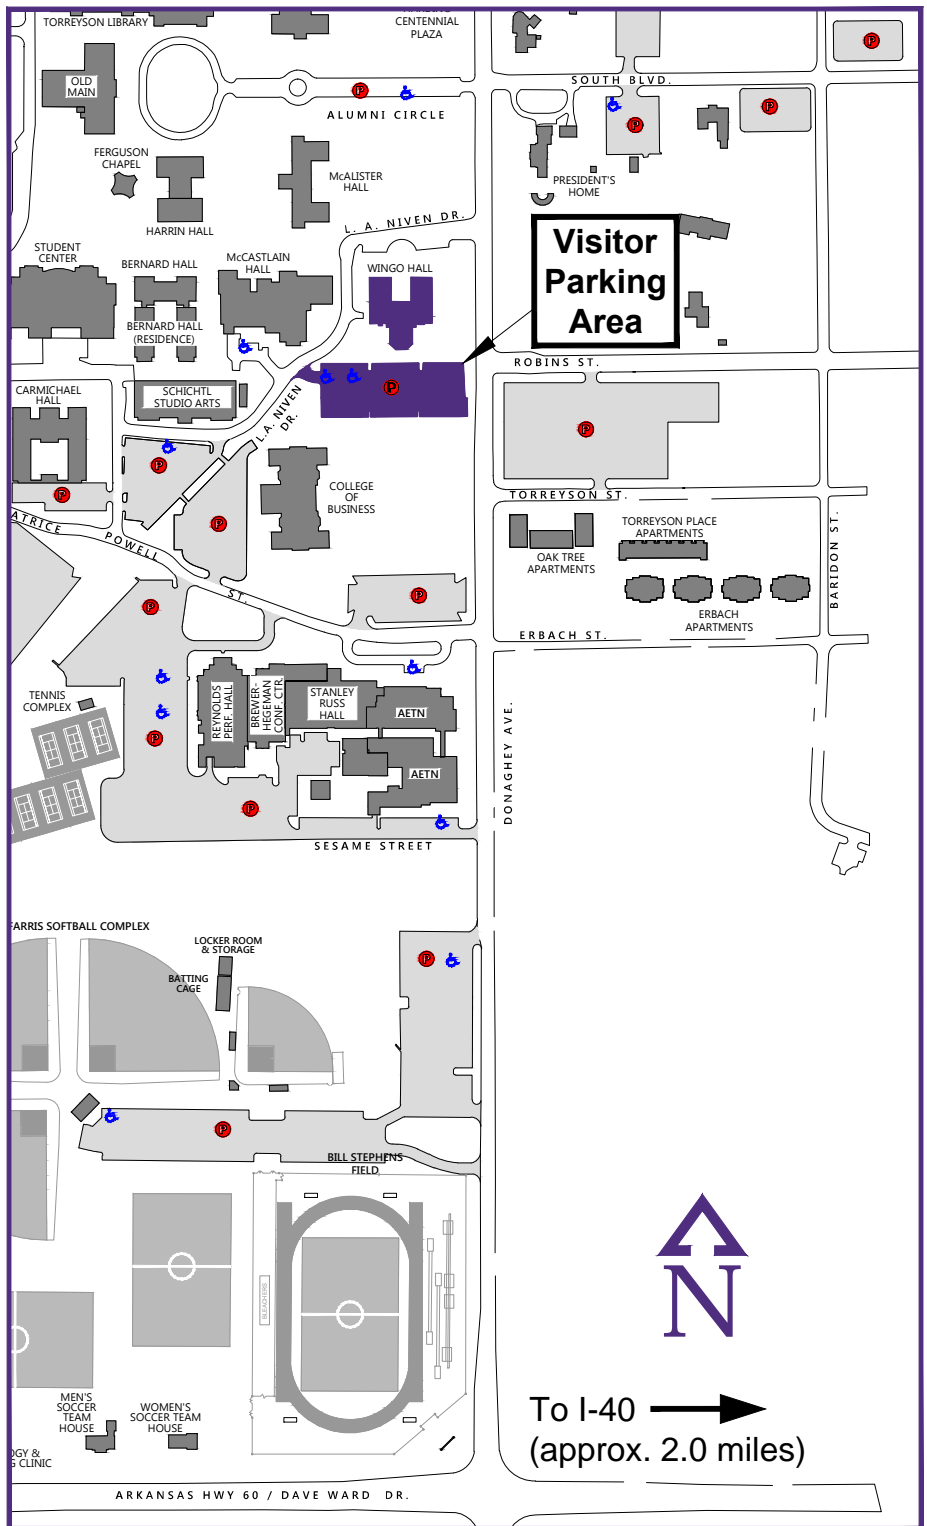 TORREYSON LIBRARY
HARDING
CENTENNIAL
PLAZA
OLD
MAIN
SOUTH BLVD.
P
P
P
P
ALUMNI CIRCLE
FERGUSON
CHAPEL
McALISTER
HALL
PRESIDENT'S
HOME
HARRIN HALL
L. A. NIVEN DR.
Visitor
Parking
Area
STUDENT
CENTER
BERNARD HALL
McCASTLAIN
HALL
WINGO HALL
BERNARD HALL
(RESIDENCE)
ROBINS ST.
CARMICHAEL
HALL
SCHICHTL
STUDIO ARTS
L.A. NIVEN
DR.
P
P
P
P
P
COLLEGE
OF
BUSINESS
TORREYSON ST.
ATRICE POWELL ST.
OAK TREE
APARTMENTS
TORREYSON PLACE
APARTMENTS
BARIDON ST.
P
P
ERBACH
APARTMENTS
ERBACH ST.
TENNIS
COMPLEX
REYNOLDS
PERF. HALL
BREWER-
HEGEMAN
CONF. CTR.
STANLEY
RUSS
HALL
AETN
DONAGHEY AVE.
P
AETN
P
SESAME STREET
FARRIS SOFTBALL COMPLEX
LOCKER ROOM
& STORAGE
BATTING
CAGE
P
P
BILL STEPHENS
FIELD
BLEACHERS
N
MEN'S
SOCCER
TEAM
HOUSE
WOMEN'S
SOCCER TEAM
HOUSE
To I-40
(approx. 2.0 miles)
OGY &
G CLINIC
ARKANSAS HWY 60 / DAVE WARD DR.